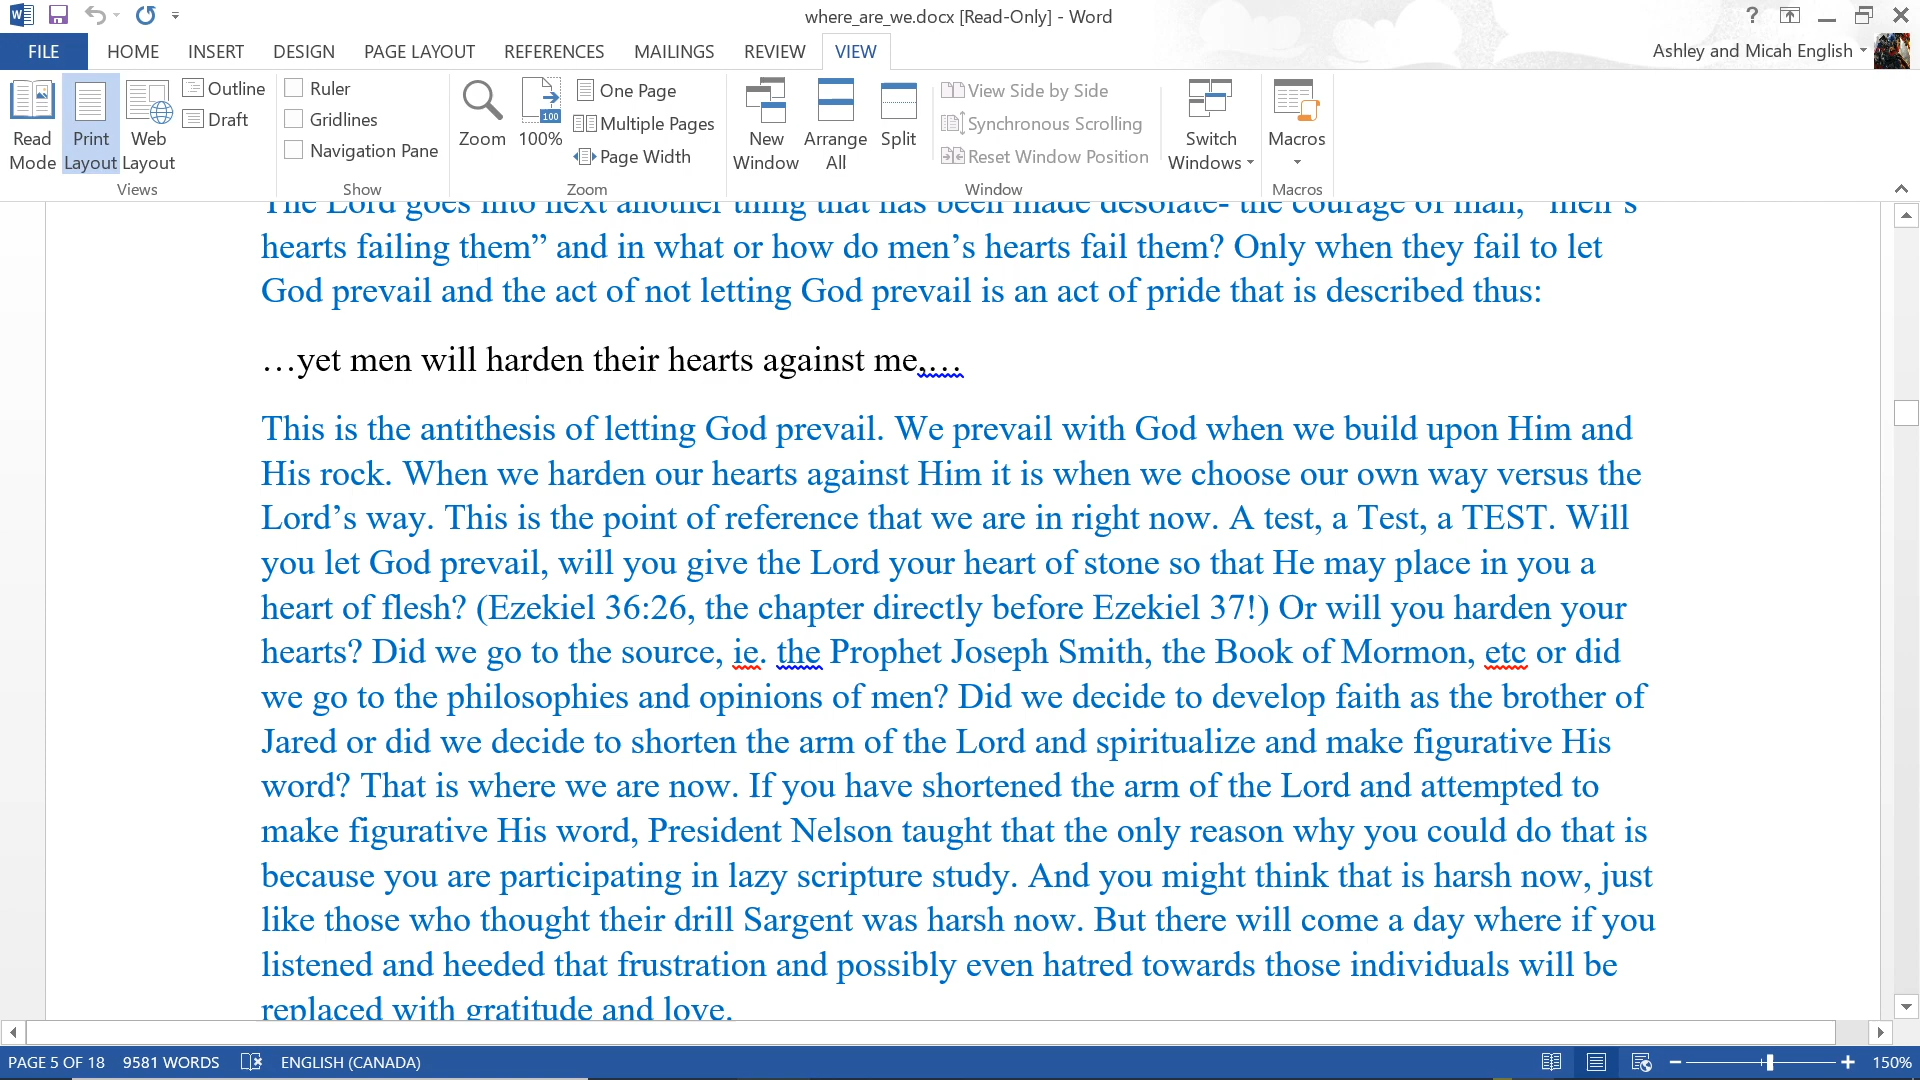 where_are_we.docx [Read-Only] - Word
?
FILE HOME INSERT DESIGN PAGE LAYOUT REFERENCES MAILINGS REVIEW VIEW Ashley and Micah English
Read Mode
Print Layout
Web Layout
Outline
Draft
Views
Ruler
Gridlines
Navigation Pane
Show
Zoom
100
100%
One Page
Multiple Pages
Page Width
Zoom
New Window
Arrange All
Split
View Side by Side
Synchronous Scrolling
Reset Window Position
Switch Windows
Window
Macros
Macros
The Lord goes into next another thing that has been made desolate- the courage of man, “men’s
hearts failing them” and in what or how do men’s hearts fail them? Only when they fail to let
God prevail and the act of not letting God prevail is an act of pride that is described thus:
…yet men will harden their hearts against me,…
This is the antithesis of letting God prevail. We prevail with God when we build upon Him and
His rock. When we harden our hearts against Him it is when we choose our own way versus the
Lord’s way. This is the point of reference that we are in right now. A test, a Test, a TEST. Will
you let God prevail, will you give the Lord your heart of stone so that He may place in you a
heart of flesh? (Ezekiel 36:26, the chapter directly before Ezekiel 37!) Or will you harden your
hearts? Did we go to the source, ie. the Prophet Joseph Smith, the Book of Mormon, etc or did
we go to the philosophies and opinions of men? Did we decide to develop faith as the brother of
Jared or did we decide to shorten the arm of the Lord and spiritualize and make figurative His
word? That is where we are now. If you have shortened the arm of the Lord and attempted to
make figurative His word, President Nelson taught that the only reason why you could do that is
because you are participating in lazy scripture study. And you might think that is harsh now, just
like those who thought their drill Sargent was harsh now. But there will come a day where if you
listened and heeded that frustration and possibly even hatred towards those individuals will be
replaced with gratitude and love.
PAGE 5 OF 18 9581 WORDS ENGLISH (CANADA) 150%